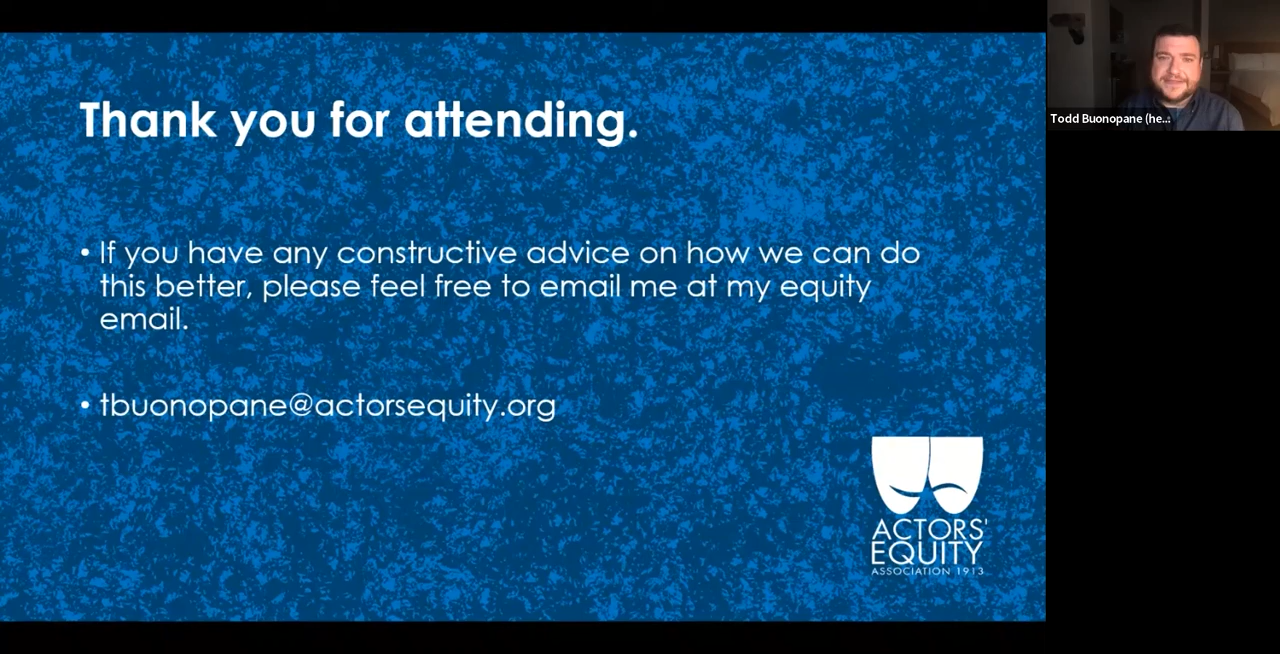 Thank you for attending.
• If you have any constructive advice on how we can do
this better, please feel free to email me at my equity
email.
• tbuonopane@actorsequity.org
ACTORS'
EQUITY
ASSOCIATION 1913
Todd Buonopane (he...